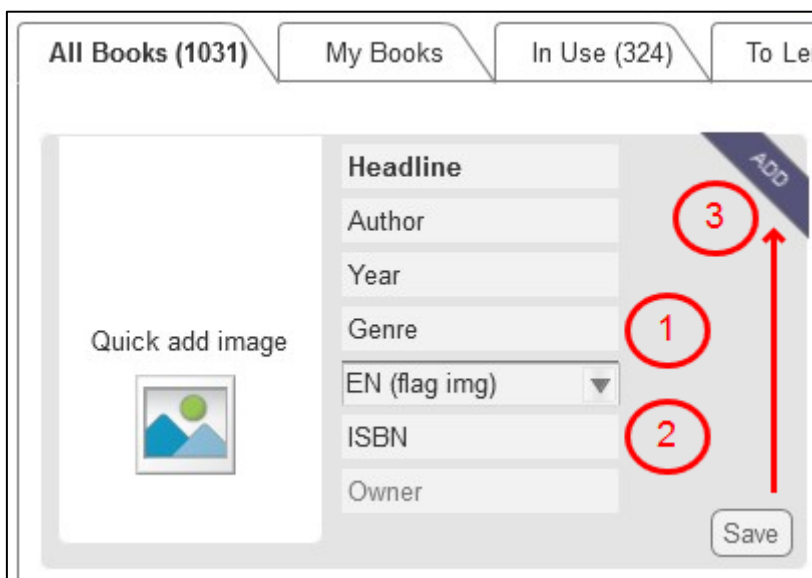 All Books (1031) My Books In Use (324) To Le
Headline
ADD
Author
3
Year
Genre
1
Quick add image
EN (flag img)
ISBN
2
Owner
Save